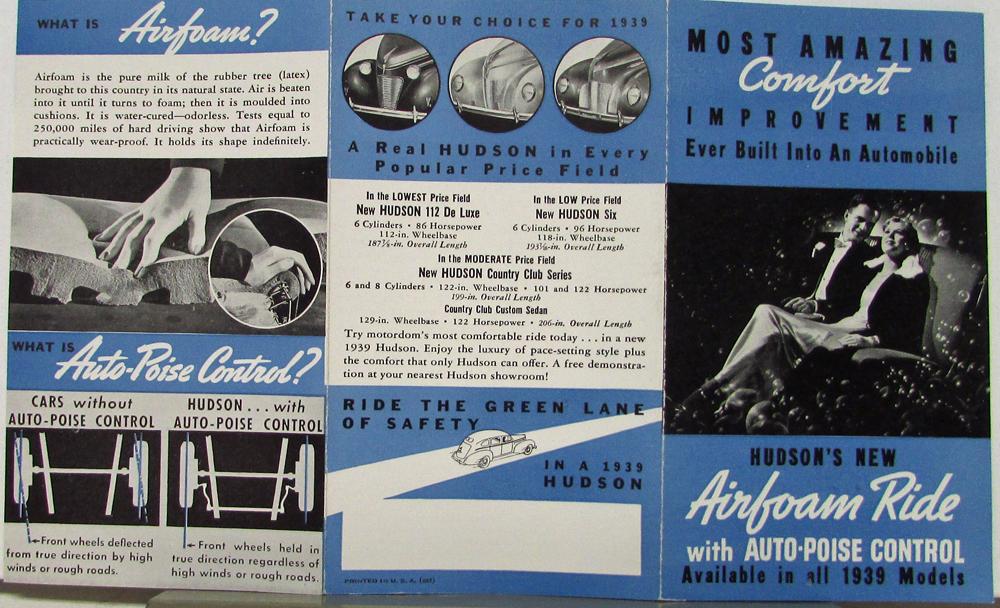 WHAT IS Airfoam?
Airfoam is the pure milk of the rubber tree (latex)
brought to this country in its natural state. Air is beaten
into it until it turns to foam; then it is moulded into
cushions. It is water-cured—odorless. Tests equal to
250,000 miles of hard driving show that Airfoam is
practically wear-proof. It holds its shape indefinitely.
WHAT IS Auto-Poise Control?
CARS without
AUTO-POISE CONTROL
HUDSON . . . with
AUTO-POISE CONTROL
Front wheels deflected
from true direction by high
winds or rough roads.
Front wheels held in
true direction regardless of
high winds or rough roads.
TAKE YOUR CHOICE FOR 1939
A Real HUDSON in Every
Popular Price Field
In the LOWEST Price Field
New HUDSON 112 De Luxe
6 Cylinders • 86 Horsepower
112-in. Wheelbase
187⅞-in. Overall Length
In the LOW Price Field
New HUDSON Six
6 Cylinders • 96 Horsepower
118-in. Wheelbase
193⅛-in. Overall Length
In the MODERATE Price Field
New HUDSON Country Club Series
6 and 8 Cylinders • 122-in. Wheelbase • 101 and 122 Horsepower
199-in. Overall Length
Country Club Custom Sedan
129-in. Wheelbase • 122 Horsepower • 206-in. Overall Length
Try motordom's most comfortable ride today . . . in a new
1939 Hudson. Enjoy the luxury of pace-setting style plus
the comfort that only Hudson can offer. A free demonstra-
tion at your nearest Hudson showroom!
RIDE THE GREEN LANE
OF SAFETY
IN A 1939
HUDSON
PRINTED IN U. S. A.
MOST AMAZING
Comfort
IMPROVEMENT
Ever Built Into An Automobile
HUDSON'S NEW
Airfoam Ride
with AUTO-POISE CONTROL
Available in all 1939 Models